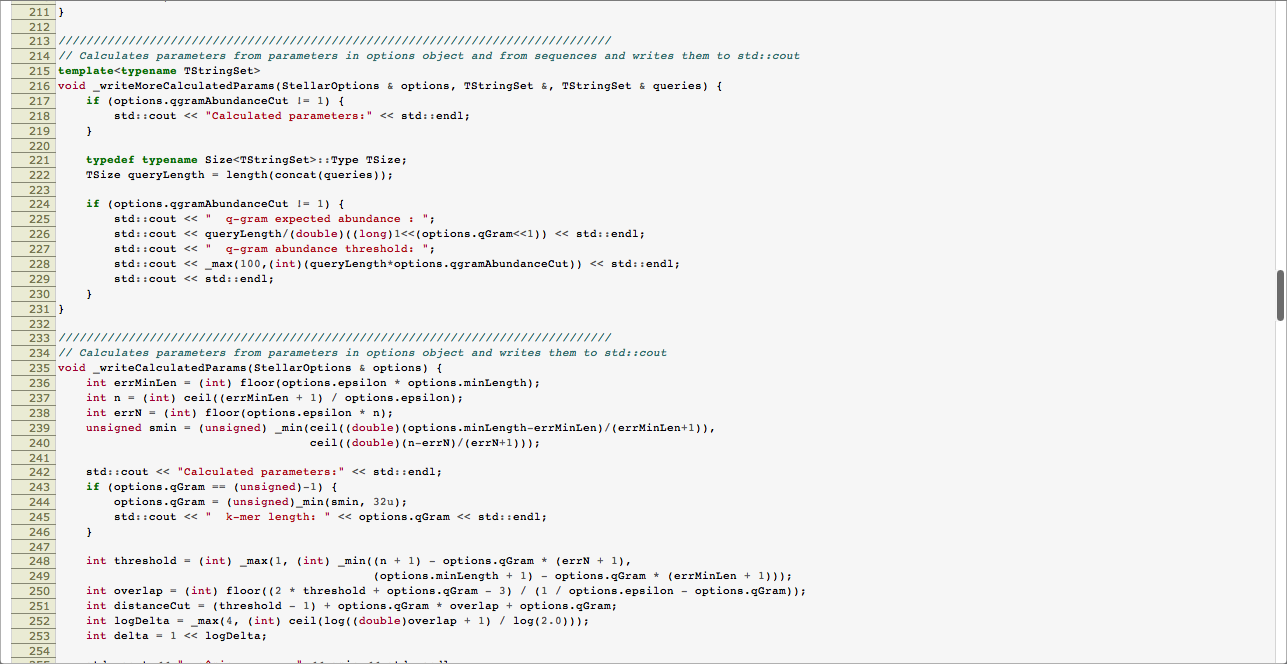 211 }
212
213 ///////////////////////////////////////////////////////////////////////////////
214 // Calculates parameters from parameters in options object and from sequences and writes them to std::cout
215 template<typename TStringSet>
216 void _writeMoreCalculatedParams(StellarOptions & options, TStringSet &, TStringSet & queries) {
217     if (options.qgramAbundanceCut != 1) {
218         std::cout << "Calculated parameters:" << std::endl;
219     }
220
221     typedef typename Size<TStringSet>::Type TSize;
222     TSize queryLength = length(concat(queries));
223
224     if (options.qgramAbundanceCut != 1) {
225         std::cout << "  q-gram expected abundance : ";
226         std::cout << queryLength/(double)((long)1<<(options.qGram<<1)) << std::endl;
227         std::cout << "  q-gram abundance threshold: ";
228         std::cout << _max(100,(int)(queryLength*options.qgramAbundanceCut)) << std::endl;
229         std::cout << std::endl;
230     }
231 }
232
233 ///////////////////////////////////////////////////////////////////////////////
234 // Calculates parameters from parameters in options object and writes them to std::cout
235 void _writeCalculatedParams(StellarOptions & options) {
236     int errMinLen = (int) floor(options.epsilon * options.minLength);
237     int n = (int) ceil((errMinLen + 1) / options.epsilon);
238     int errN = (int) floor(options.epsilon * n);
239     unsigned smin = (unsigned) _min(ceil((double)(options.minLength-errMinLen)/(errMinLen+1)),
240                                     ceil((double)(n-errN)/(errN+1)));
241
242     std::cout << "Calculated parameters:" << std::endl;
243     if (options.qGram == (unsigned)-1) {
244         options.qGram = (unsigned)_min(smin, 32u);
245         std::cout << "  k-mer length: " << options.qGram << std::endl;
246     }
247
248     int threshold = (int) _max(1, (int) _min((n + 1) - options.qGram * (errN + 1),
249                                              (options.minLength + 1) - options.qGram * (errMinLen + 1)));
250     int overlap = (int) floor((2 * threshold + options.qGram - 3) / (1 / options.epsilon - options.qGram));
251     int distanceCut = (threshold - 1) + options.qGram * overlap + options.qGram;
252     int logDelta = _max(4, (int) ceil(log((double)overlap + 1) / log(2.0)));
253     int delta = 1 << logDelta;
254